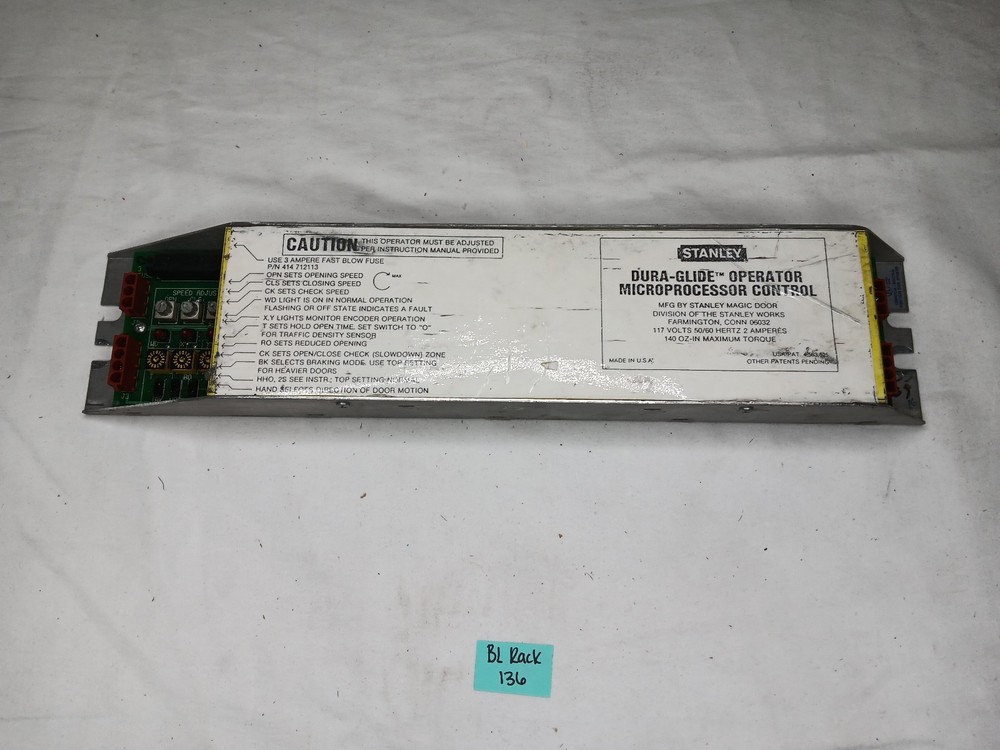 CAUTION THIS OPERATOR MUST BE ADJUSTED
PER INSTRUCTION MANUAL PROVIDED
USE 3 AMPERE FAST BLOW FUSE
P/N 414 712113
OPN SETS OPENING SPEED
CLS SETS CLOSING SPEED
MAX
CK SETS CHECK SPEED
WD LIGHT IS ON IN NORMAL OPERATION
FLASHING OR OFF STATE INDICATES A FAULT
X,Y LIGHTS MONITOR ENCODER OPERATION
T SETS HOLD OPEN TIME. SET SWITCH TO "O"
FOR TRAFFIC DENSITY SENSOR
RO SETS REDUCED OPENING
CK SETS OPEN/CLOSE CHECK (SLOWDOWN) ZONE
BK SELECTS BRAKING MODE. USE TOP SETTING
FOR HEAVIER DOORS
HHO, 2S SEE INSTR.; TOP SETTING NORMAL
HAND SELECTS DIRECTION OF DOOR MOTION
SPEED ADJUS
STANLEY
DURA-GLIDE™ OPERATOR
MICROPROCESSOR CONTROL
MFG BY STANLEY MAGIC DOOR
DIVISION OF THE STANLEY WORKS
FARMINGTON, CONN 06032
117 VOLTS 50/60 HERTZ 2 AMPERES
140 OZ-IN MAXIMUM TORQUE
MADE IN U.S.A.
USA PAT.
OTHER PATENTS PENDING
BL Rack
136